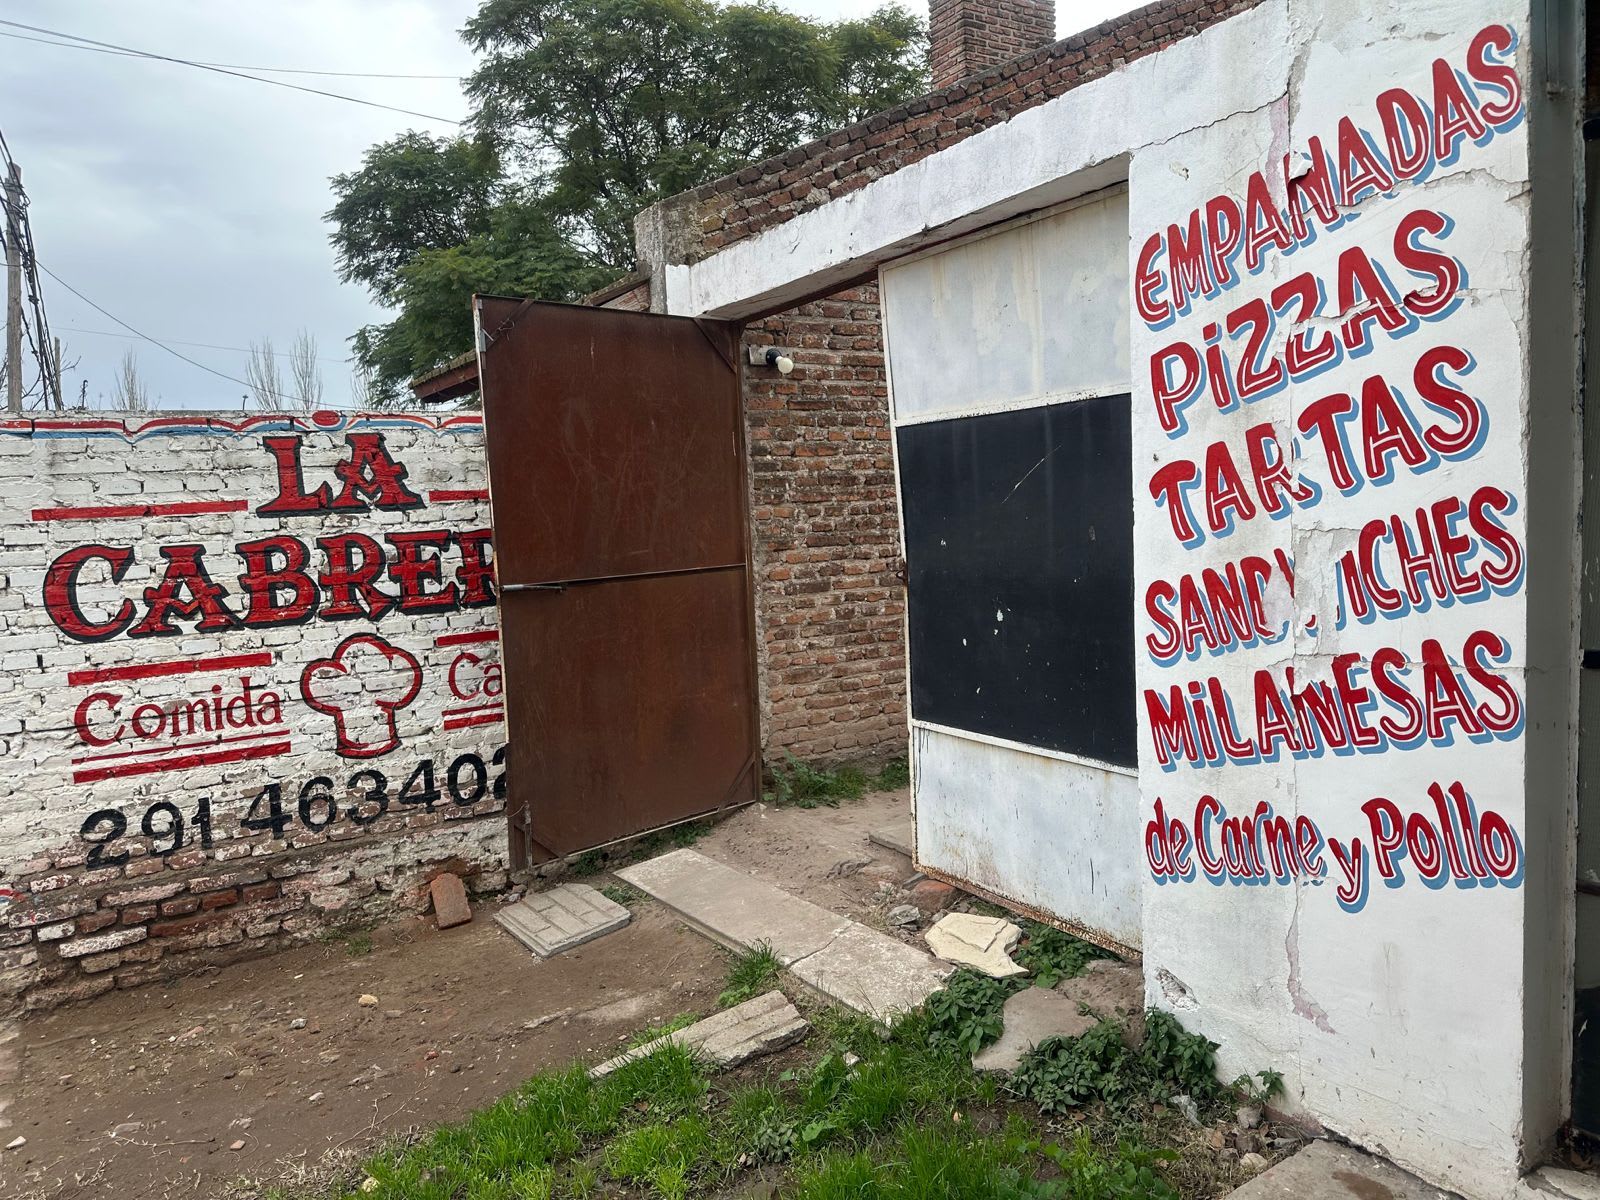 LA
CABRER
Comida Ca
291 463402
EMPANADAS
PiZZAS
TARTAS
SANDWICHES
MiLANESAS
de Carne y Pollo